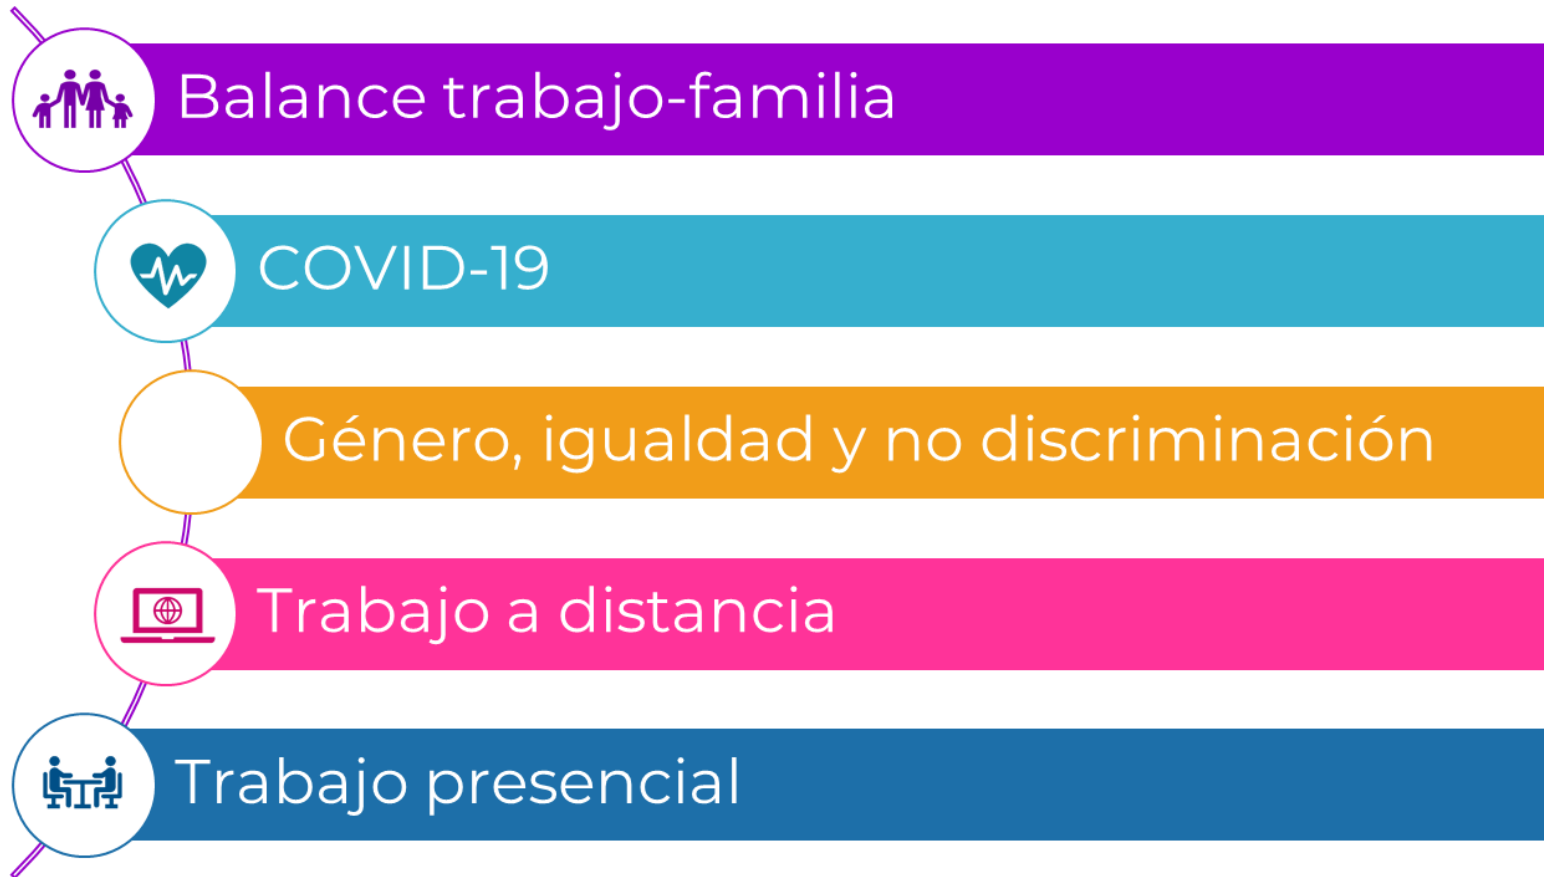 Balance trabajo-familia
COVID-19
Género, igualdad y no discriminación
Trabajo a distancia
Trabajo presencial